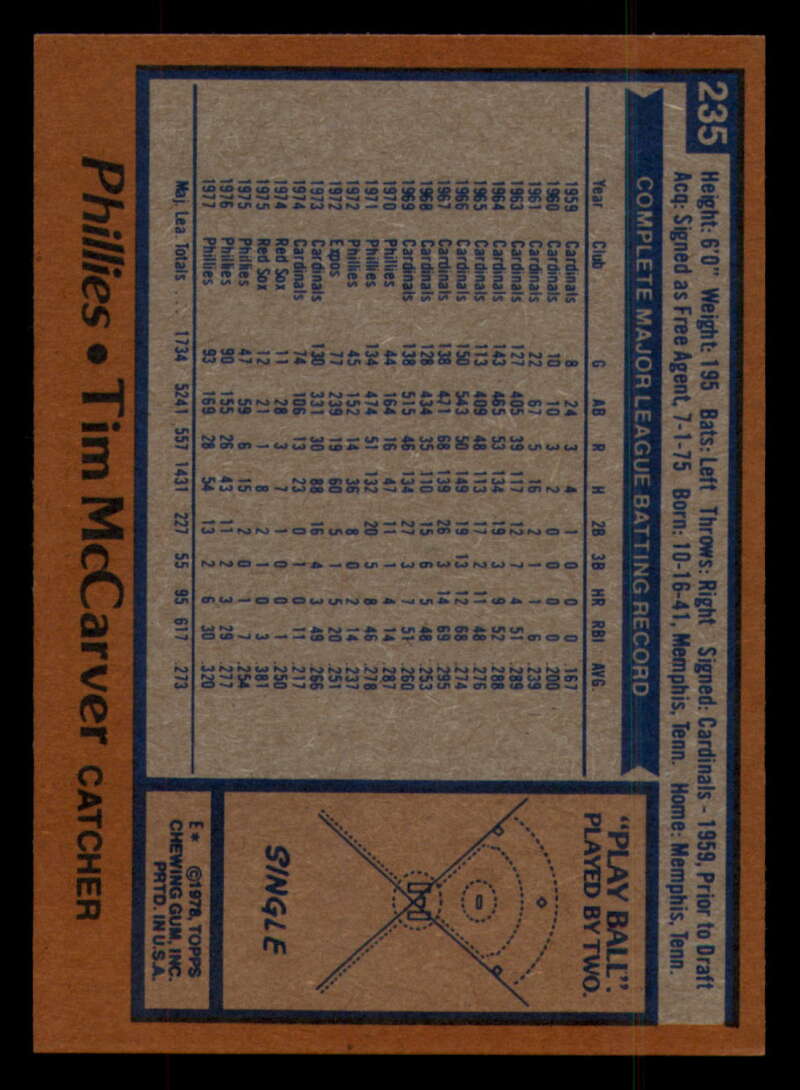 235
Height: 6'0" Weight: 195 Bats: Left Throws: Right Signed: Cardinals - 1959, Prior to Draft
Acq: Signed as Free Agent, 7-1-75 Born: 10-16-41, Memphis, Tenn. Home: Memphis, Tenn.
COMPLETE MAJOR LEAGUE BATTING RECORD
Year Club G AB R H 2B 3B HR RBI AVG
1959 Cardinals 8 24 3 4 1 0 0 0 .167
1960 Cardinals 10 10 3 2 0 0 0 0 .200
1961 Cardinals 22 67 5 16 2 1 1 6 .239
1963 Cardinals 127 405 39 117 12 7 4 51 .289
1964 Cardinals 143 465 53 134 19 3 9 52 .288
1965 Cardinals 113 409 48 113 17 2 11 48 .276
1966 Cardinals 150 543 50 149 19 13 12 68 .274
1967 Cardinals 138 471 68 139 26 3 14 69 .295
1968 Cardinals 128 434 35 110 15 6 5 48 .253
1969 Cardinals 138 515 46 134 27 3 7 51 .260
1970 Phillies 44 164 16 47 11 1 4 14 .287
1971 Phillies 134 474 51 132 20 5 8 46 .278
1972 Phillies 45 152 14 36 8 0 2 14 .237
1972 Expos 77 239 19 60 5 1 5 20 .251
1973 Cardinals 130 331 30 88 16 4 3 49 .266
1974 Cardinals 74 106 13 23 0 1 0 11 .217
1974 Red Sox 11 28 3 7 1 0 0 1 .250
1975 Red Sox 12 21 1 8 2 1 0 3 .381
1975 Phillies 47 59 6 15 2 0 1 7 .254
1976 Phillies 90 155 26 43 11 2 3 29 .277
1977 Phillies 93 169 28 54 13 2 6 30 .320
Maj. Lea. Totals . . . . 1734 5241 557 1431 227 55 95 617 .273
"PLAY BALL".
PLAYED BY TWO.
SINGLE
E* ©1978, TOPPS
CHEWING GUM, INC.
PRTD. IN U.S.A.
Phillies • Tim McCarver CATCHER